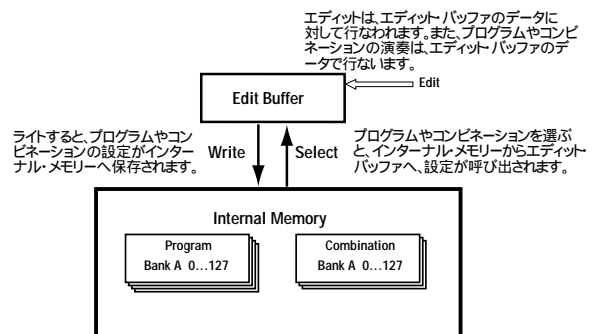 エディットは、エディット・バッファのデータに
対して行なわれます。また、プログラムやコンビ
ネーションの演奏は、エディット・バッファのデ
ータで行ないます。
Edit
Edit Buffer
ライトすると、プログラムやコン
ビネーションの設定がインター
ナル・メモリーへ保存されます。
Write
Select
プログラムやコンビネーションを選ぶ
と、インターナル・メモリーからエディット・
バッファへ、設定が呼び出されます。
Internal Memory
Program
Bank A 0...127
Combination
Bank A 0...127